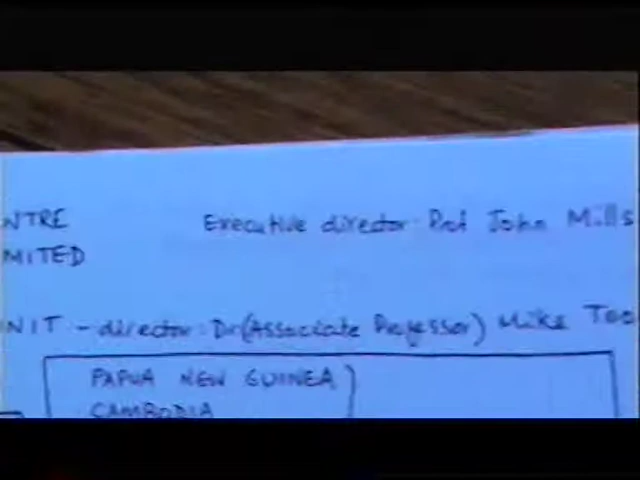 NTRE Executive director: Prof John Mills
MITED
NIT - director: Dr (Associate Professor) Mike Too
PAPUA NEW GUINEA
CAMBODIA